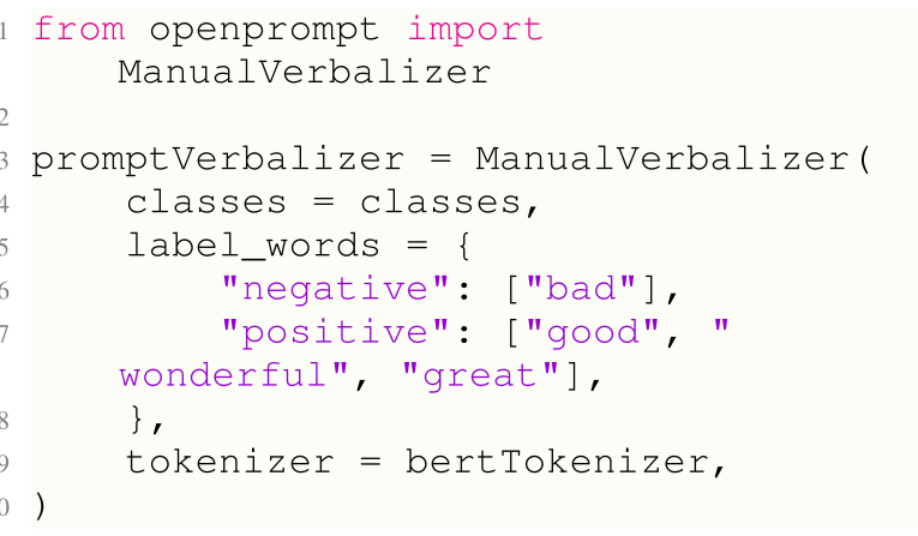 1 from openprompt import
ManualVerbalizer
2
3 promptVerbalizer = ManualVerbalizer(
4 classes = classes,
5 label_words = {
6 "negative": ["bad"],
7 "positive": ["good", "
wonderful", "great"],
8 },
9 tokenizer = bertTokenizer,
0 )